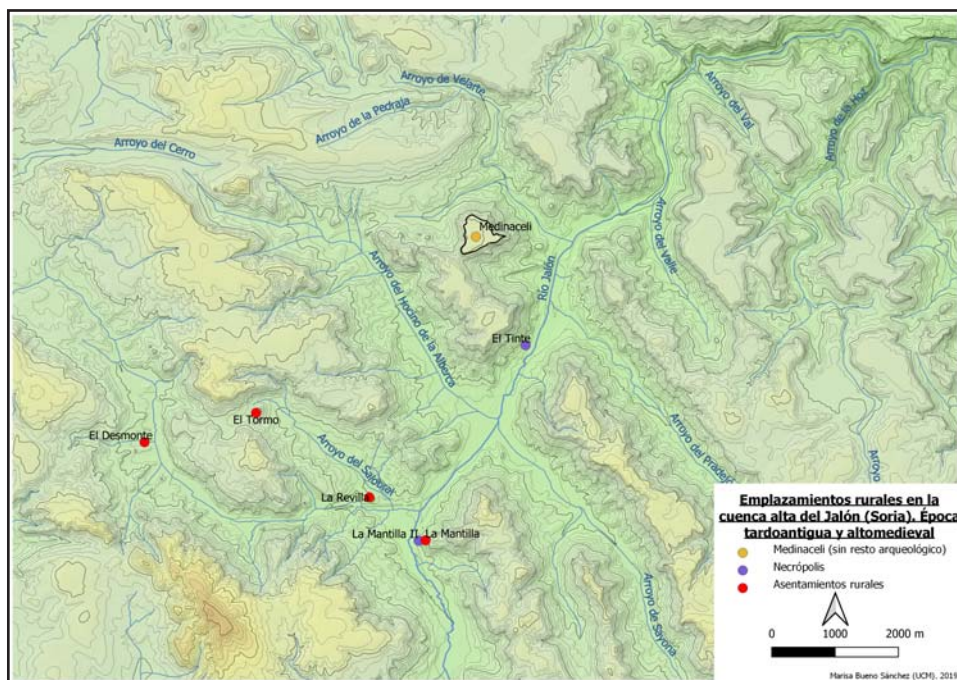 Arroyo de Velarte
Arroyo de la Pedraja
Arroyo del Cerro
Arroyo del Val
Arroyo de la Hoz
Medinaceli
Arroyo del Valle
Río Jalón
Arroyo del Hocino de la Alberca
El Tinte
El Tormo
El Desmonte
Arroyo del Pradejo
Arroyo
La Revilla
La Mantilla II
La Mantilla
Arroyo de Sayona
Emplazamientos rurales en la
cuenca alta del Jalón (Soria). Época
tardoantigua y altomedieval
Medinaceli (sin resto arqueológico)
Necrópolis
Asentamientos rurales
0 1000 2000 m
Marisa Bueno Sánchez (UCM), 2019